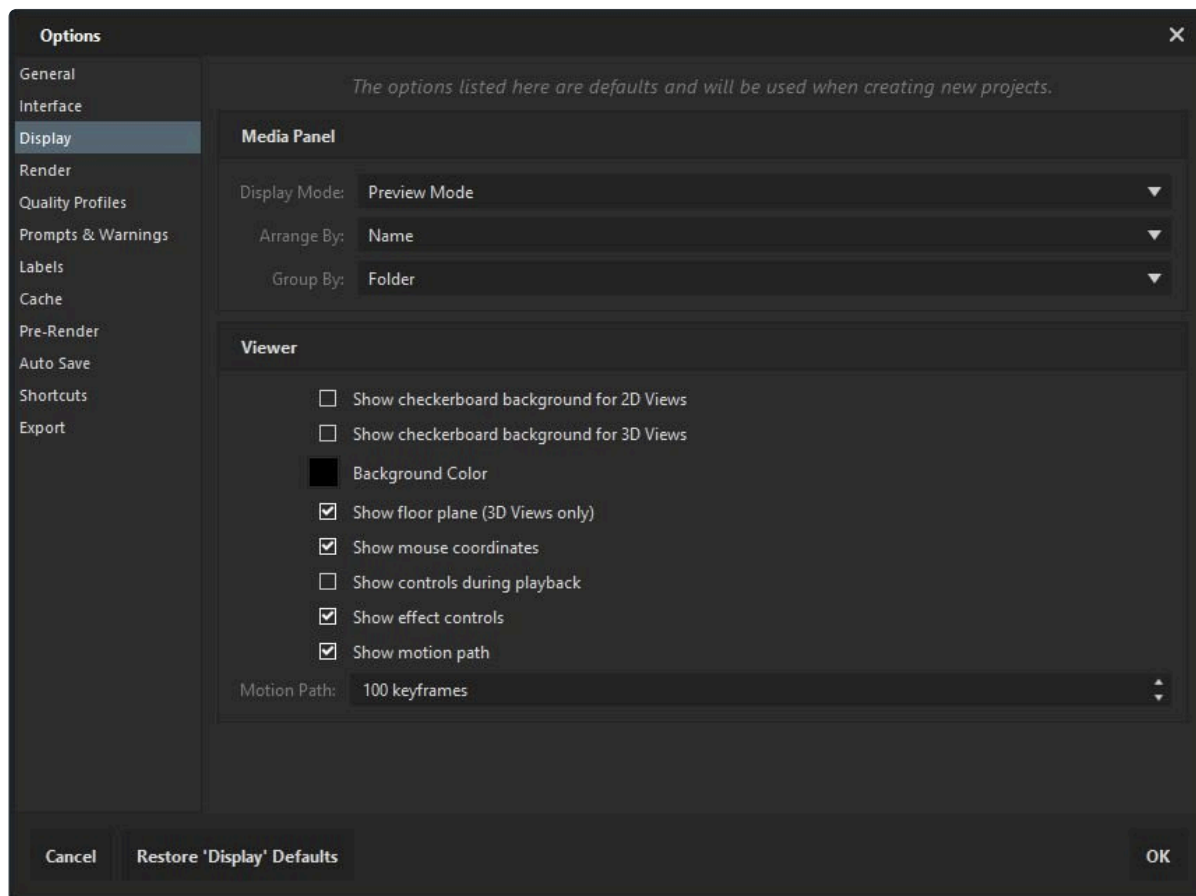 Options
General
Interface
Display
Render
Quality Profiles
Prompts & Warnings
Labels
Cache
Pre-Render
Auto Save
Shortcuts
Export
The options listed here are defaults and will be used when creating new projects.
Media Panel
Display Mode: Preview Mode
Arrange By: Name
Group By: Folder
Viewer
Show checkerboard background for 2D Views
Show checkerboard background for 3D Views
Background Color
Show floor plane (3D Views only)
Show mouse coordinates
Show controls during playback
Show effect controls
Show motion path
Motion Path: 100 keyframes
Cancel
Restore 'Display' Defaults
OK